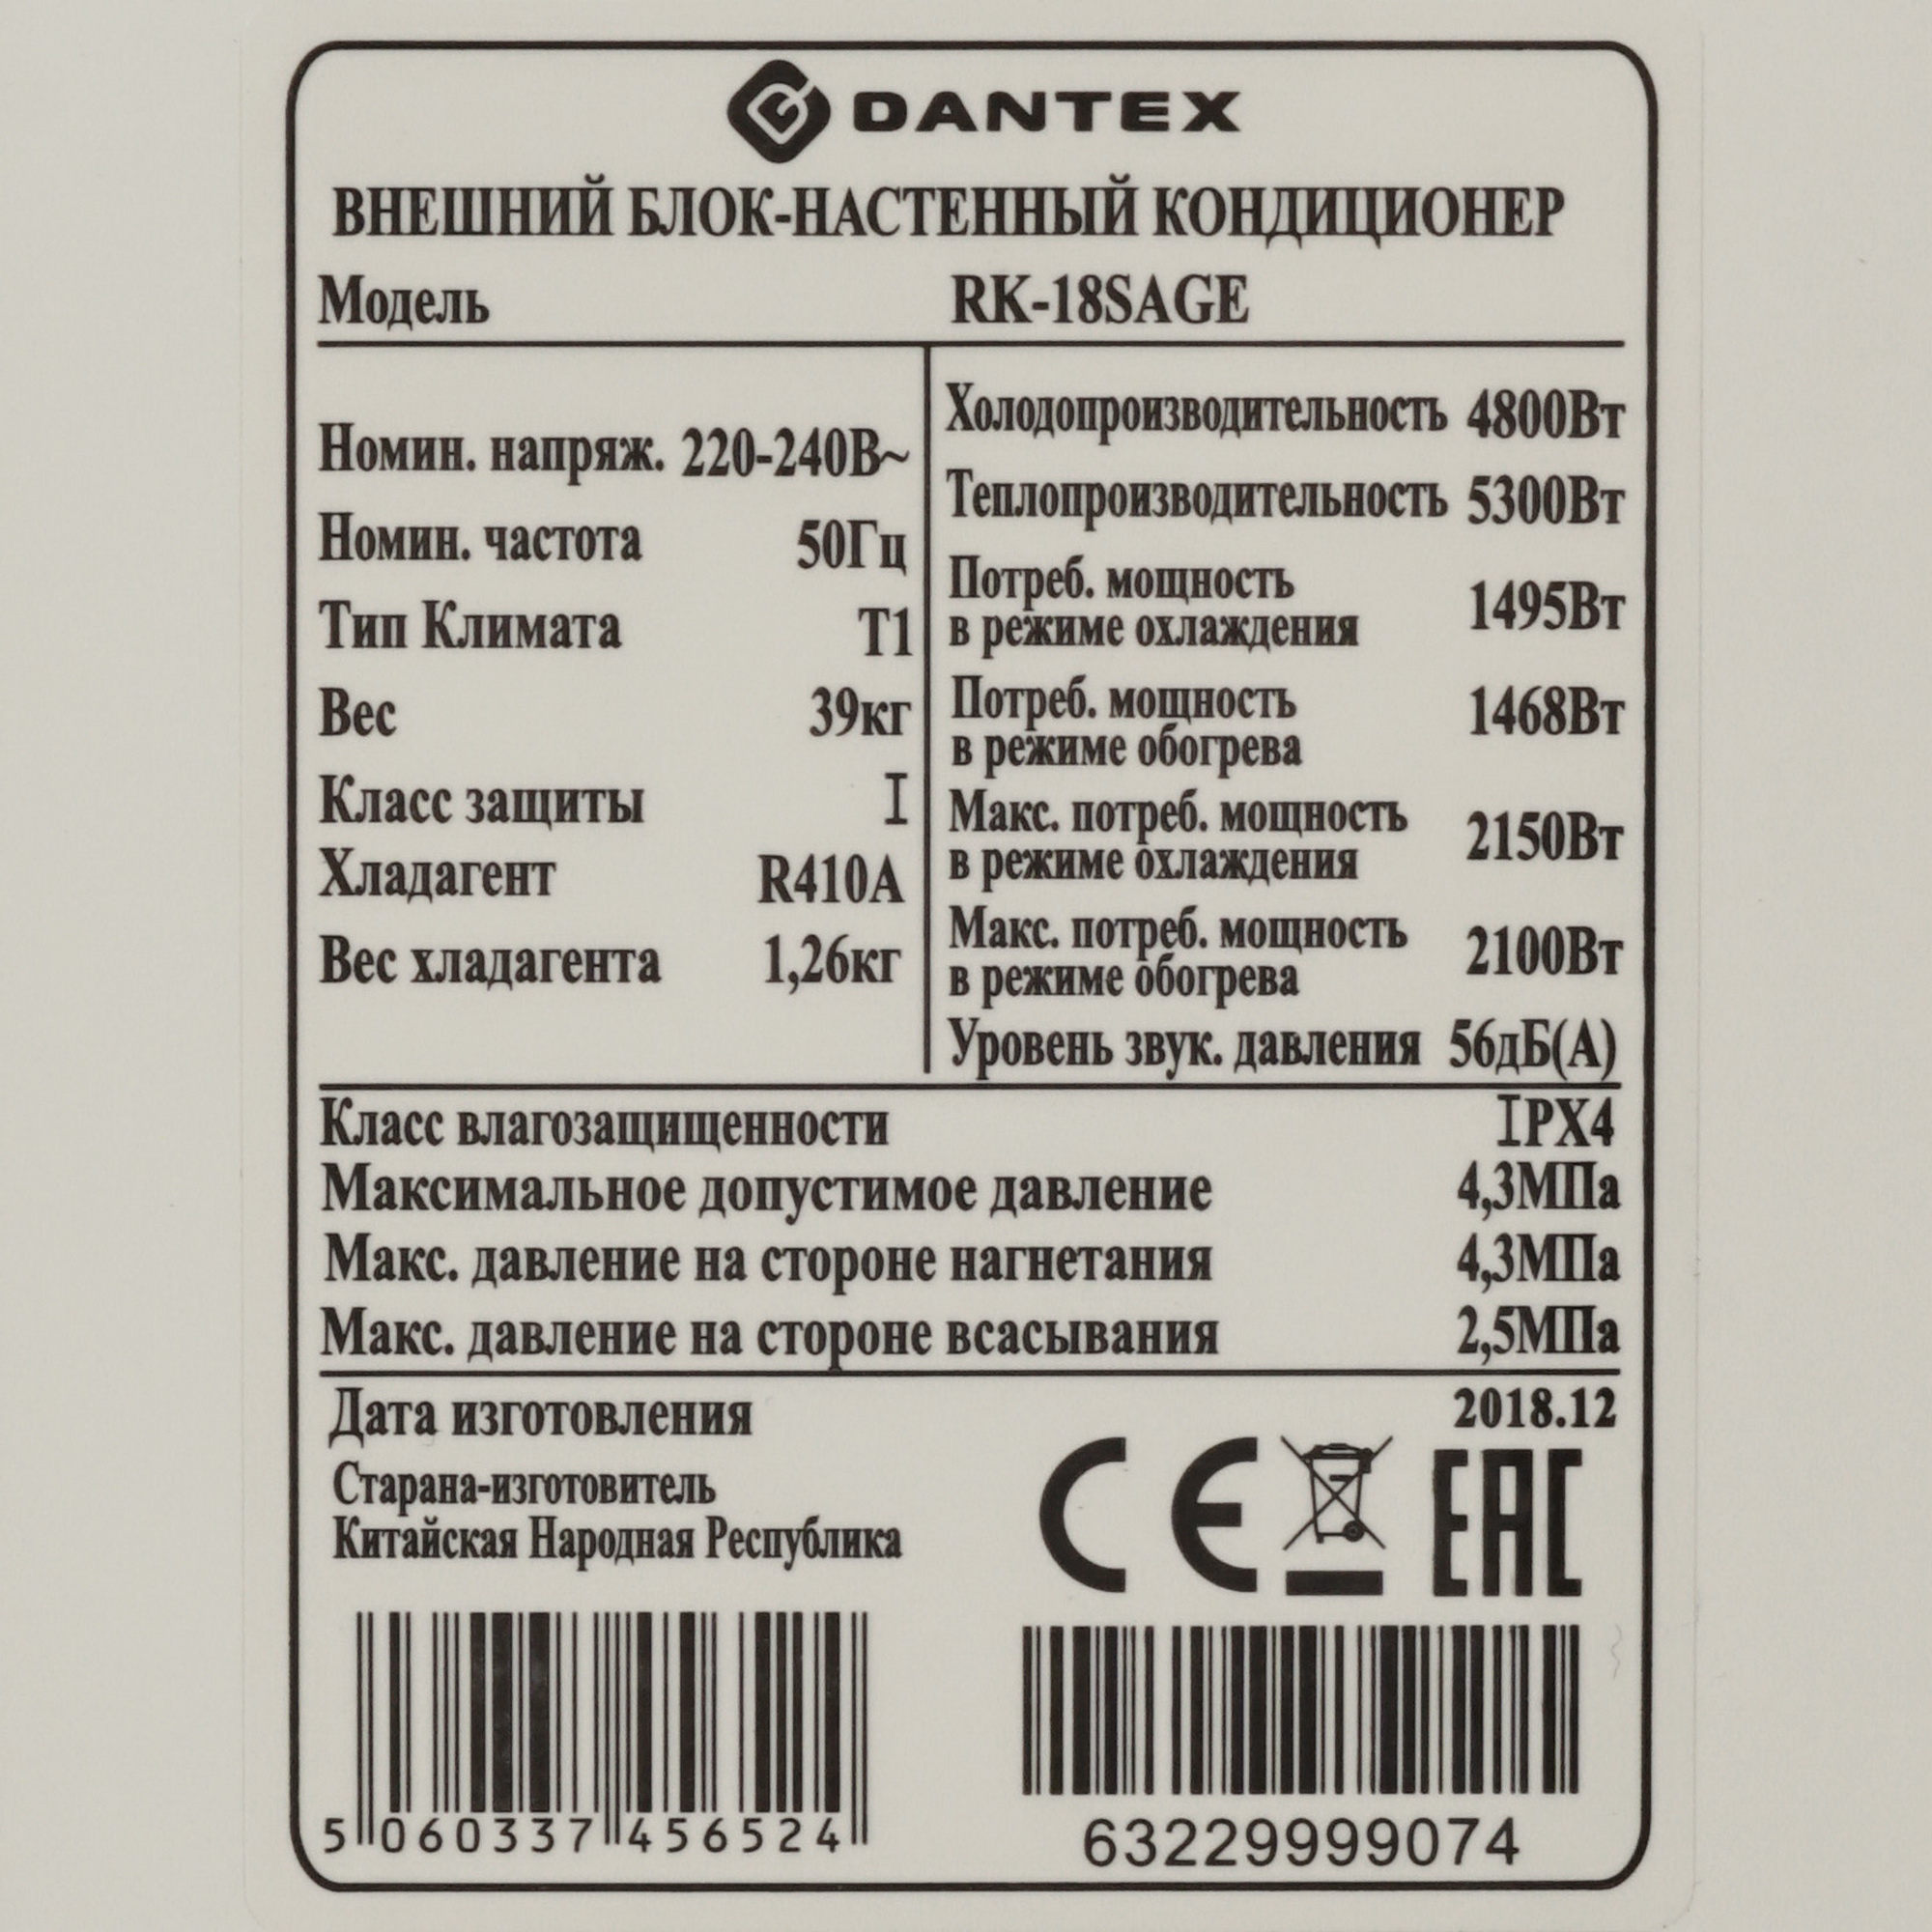 DANTEX
ВНЕШНИЙ БЛОК-НАСТЕННЫЙ КОНДИЦИОНЕР
Модель RK-18SAGE
Номин. напряж. 220-240В~
Номин. частота 50Гц
Тип Климата T1
Вес 39кг
Класс защиты I
Хладагент R410A
Вес хладагента 1,26кг
Холодопроизводительность 4800Вт
Теплопроизводительность 5300Вт
Потреб. мощность
в режиме охлаждения 1495Вт
Потреб. мощность
в режиме обогрева 1468Вт
Макс. потреб. мощность
в режиме охлаждения 2150Вт
Макс. потреб. мощность
в режиме обогрева 2100Вт
Уровень звук. давления 56дБ(А)
Класс влагозащищенности IPX4
Максимальное допустимое давление 4,3МПа
Макс. давление на стороне нагнетания 4,3МПа
Макс. давление на стороне всасывания 2,5МПа
Дата изготовления 2018.12
Старана-изготовитель
Китайская Народная Республика
CE EAC
5 060337 456524
63229999074